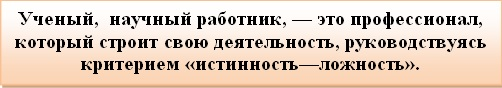 Ученый,  научный работник, — это профессионал,
который строит свою деятельность, руководствуясь
критерием «истинность—ложность».